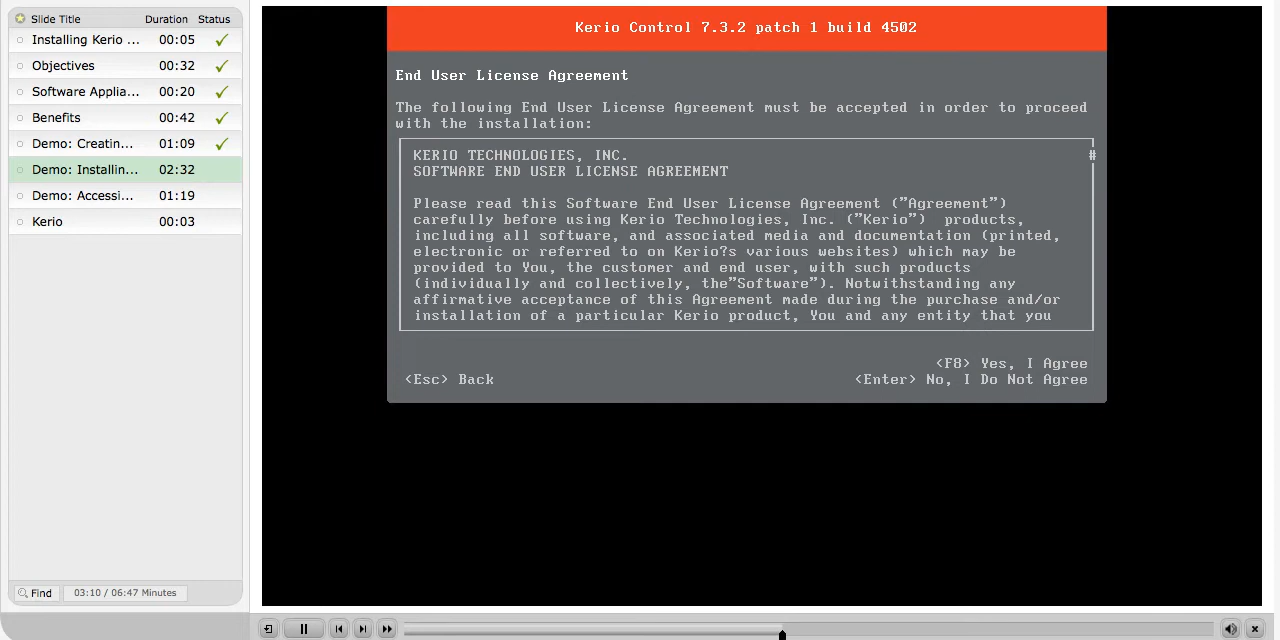 Slide Title Duration Status
Installing Kerio ... 00:05
Objectives 00:32
Software Applia... 00:20
Benefits 00:42
Demo: Creatin... 01:09
Demo: Installin... 02:32
Demo: Accessi... 01:19
Kerio 00:03
Find 03:10 / 06:47 Minutes
Kerio Control 7.3.2 patch 1 build 4502
End User License Agreement
The following End User License Agreement must be accepted in order to proceed
with the installation:
KERIO TECHNOLOGIES, INC. #
SOFTWARE END USER LICENSE AGREEMENT
Please read this Software End User License Agreement ("Agreement")
carefully before using Kerio Technologies, Inc. ("Kerio")  products,
including all software, and associated media and documentation (printed,
electronic or referred to on Kerio?s various websites) which may be
provided to You, the customer and end user, with such products
(individually and collectively, the"Software"). Notwithstanding any
affirmative acceptance of this Agreement made during the purchase and/or
installation of a particular Kerio product, You and any entity that you
<F8> Yes, I Agree
<Esc> Back <Enter> No, I Do Not Agree